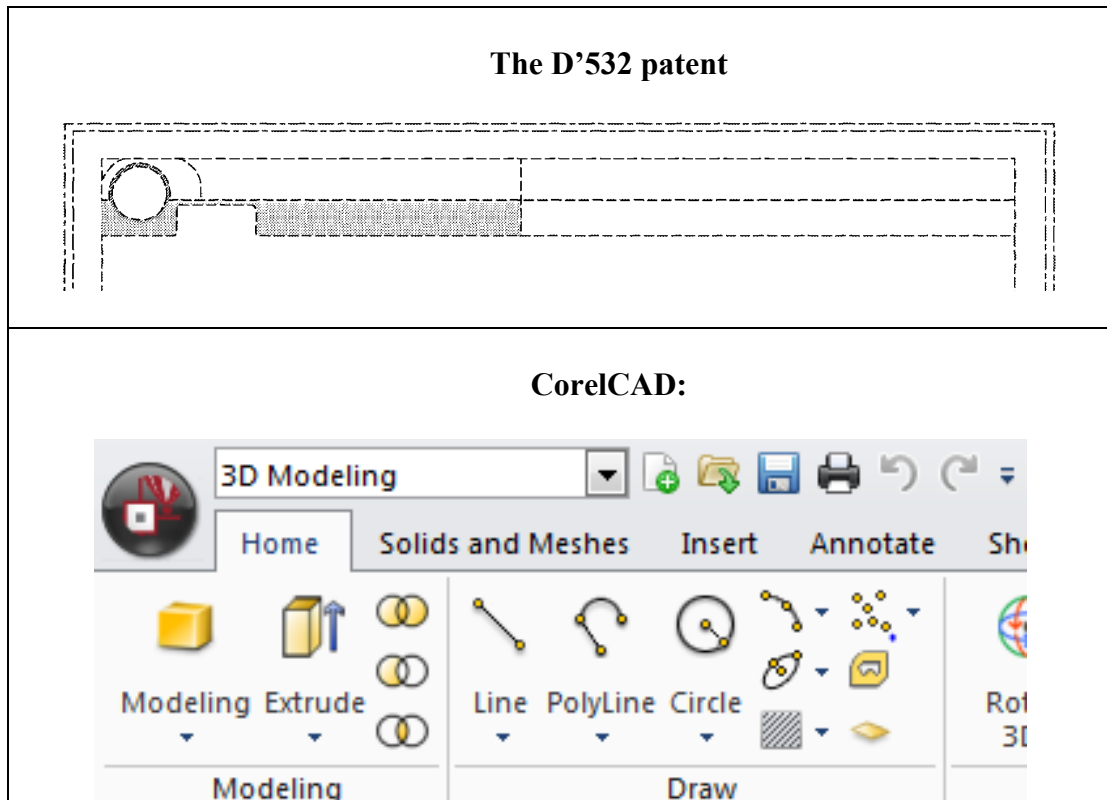 The D’532 patent
CorelCAD:
3D Modeling
Home Solids and Meshes Insert Annotate
Modeling Extrude Line PolyLine Circle
Modeling Draw